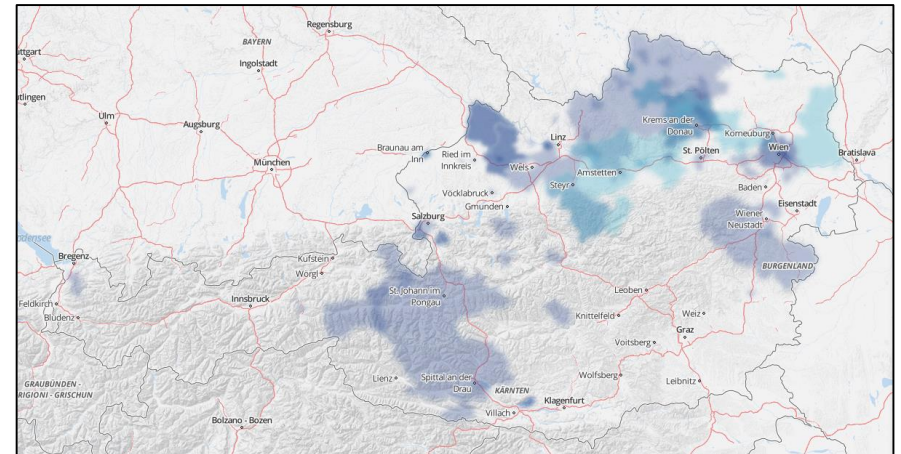 Regensburg
BAYERN
uttgart
Ingolstadt
utlingen
Ulm
Augsburg
Krems an der
Donau
Korneuburg
Linz
Braunau am
Inn
Ried im
Innkreis
Wels
St. Pölten
Wien
Bratislava
München
Amstetten
Steyr
Vöcklabruck
Baden
Gmunden
Eisenstadt
Salzburg
Wiener
Neustadt
odensee
Bregenz
Kufstein
BURGENLAND
Wörgl
St. Johann im
Pongau
Leoben
Feldkirch
Innsbruck
Bludenz
Knittelfeld
Weiz
Graz
Voitsberg
GRAUBÜNDEN -
RIGIONI - GRISCHUN
Lienz
Spittal an der
Drau
KÄRNTEN
Wolfsberg
Leibnitz
Klagenfurt
Villach
Bolzano - Bozen